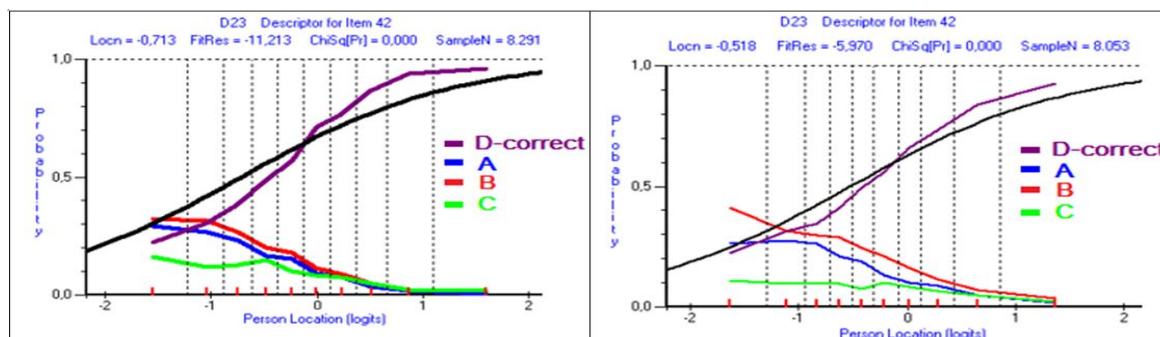 D23 Descriptor for Item 42
Locn = -0,713 FitRes = -11,213 ChiSq[Pr] = 0,000 SampleN = 8.291
1,0
Probability
0,5
0,0
D-correct
A
B
C
-2 -1 0 1 2
Person Location (logits)
D23 Descriptor for Item 42
Locn = -0,518 FitRes = -5,970 ChiSq[Pr] = 0,000 SampleN = 8.053
1,0
Probability
0,5
0,0
D-correct
A
B
C
-2 -1 0 1 2
Person Location (logits)